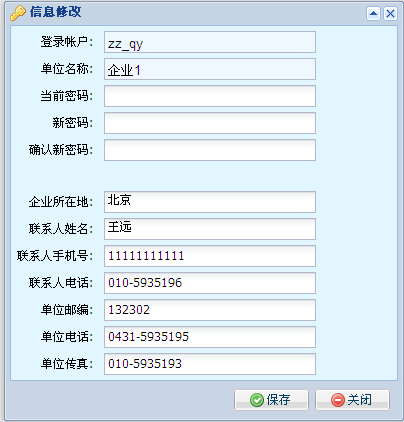 信息修改
登录帐户: zz_qy
单位名称: 企业1
当前密码:
新密码:
确认新密码:
企业所在地: 北京
联系人姓名: 王远
联系人手机号: 11111111111
联系人电话: 010-5935196
单位邮编: 132302
单位电话: 0431-5935195
单位传真: 010-5935193
保存 关闭